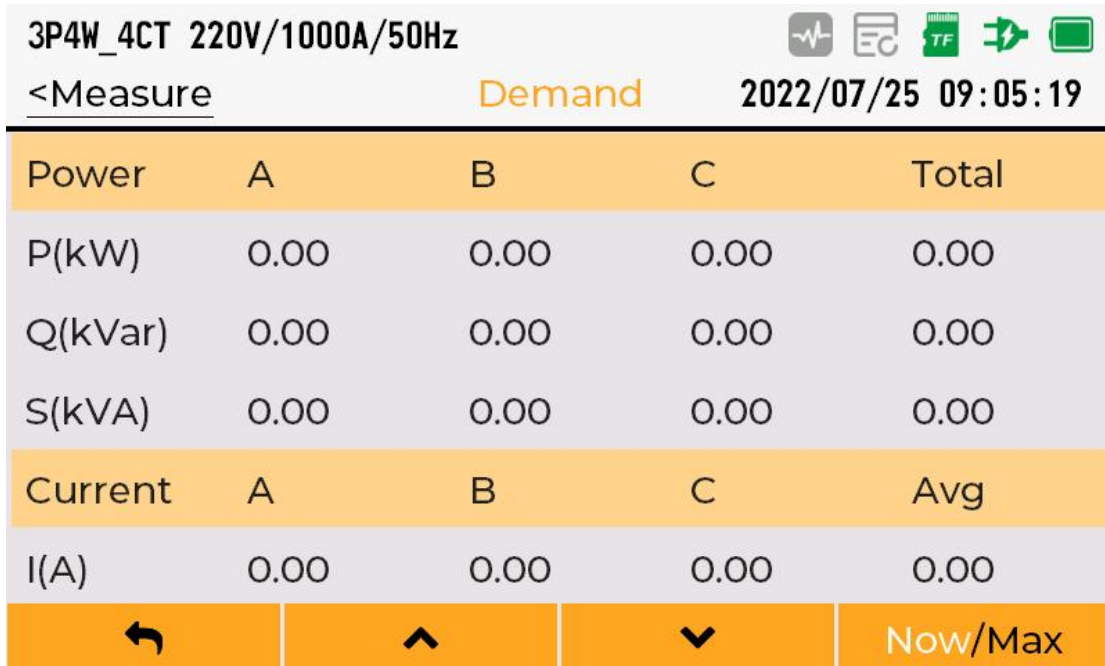 3P4W_4CT 220V/1000A/50Hz TF
<Measure Demand 2022/07/25 09:05:19
Power A B C Total
P(kW) 0.00 0.00 0.00 0.00
Q(kVar) 0.00 0.00 0.00 0.00
S(kVA) 0.00 0.00 0.00 0.00
Current A B C Avg
I(A) 0.00 0.00 0.00 0.00
Now/Max